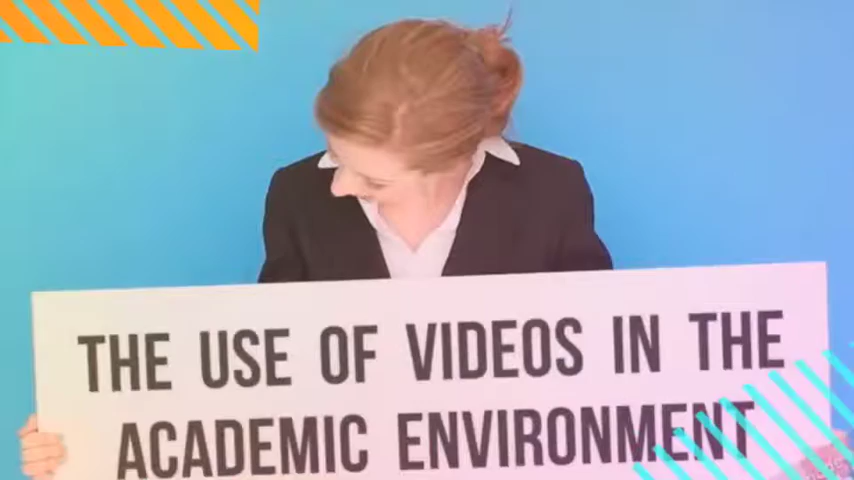 THE USE OF VIDEOS IN THE
ACADEMIC ENVIRONMENT